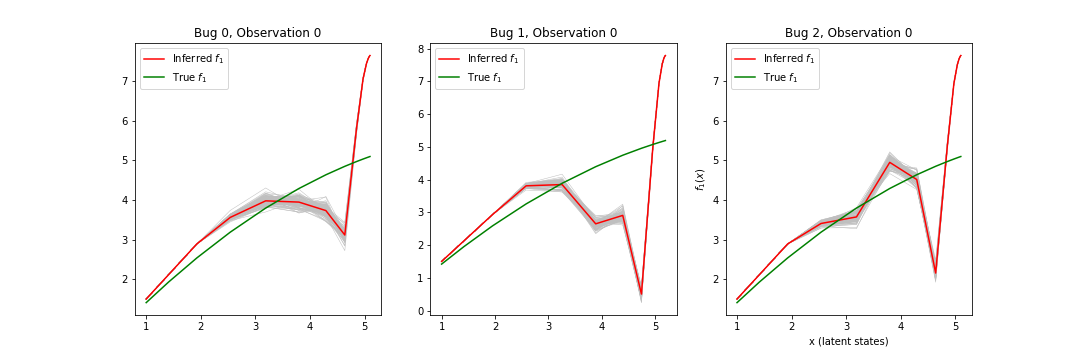 Bug 0, Observation 0
Inferred f₁
True f₁
7
6
5
4
3
2
1 2 3 4 5
Bug 1, Observation 0
Inferred f₁
True f₁
8
7
6
5
4
3
2
1
0
1 2 3 4 5
Bug 2, Observation 0
Inferred f₁
True f₁
f₁(x)
7
6
5
4
3
2
1 2 3 4 5
x (latent states)